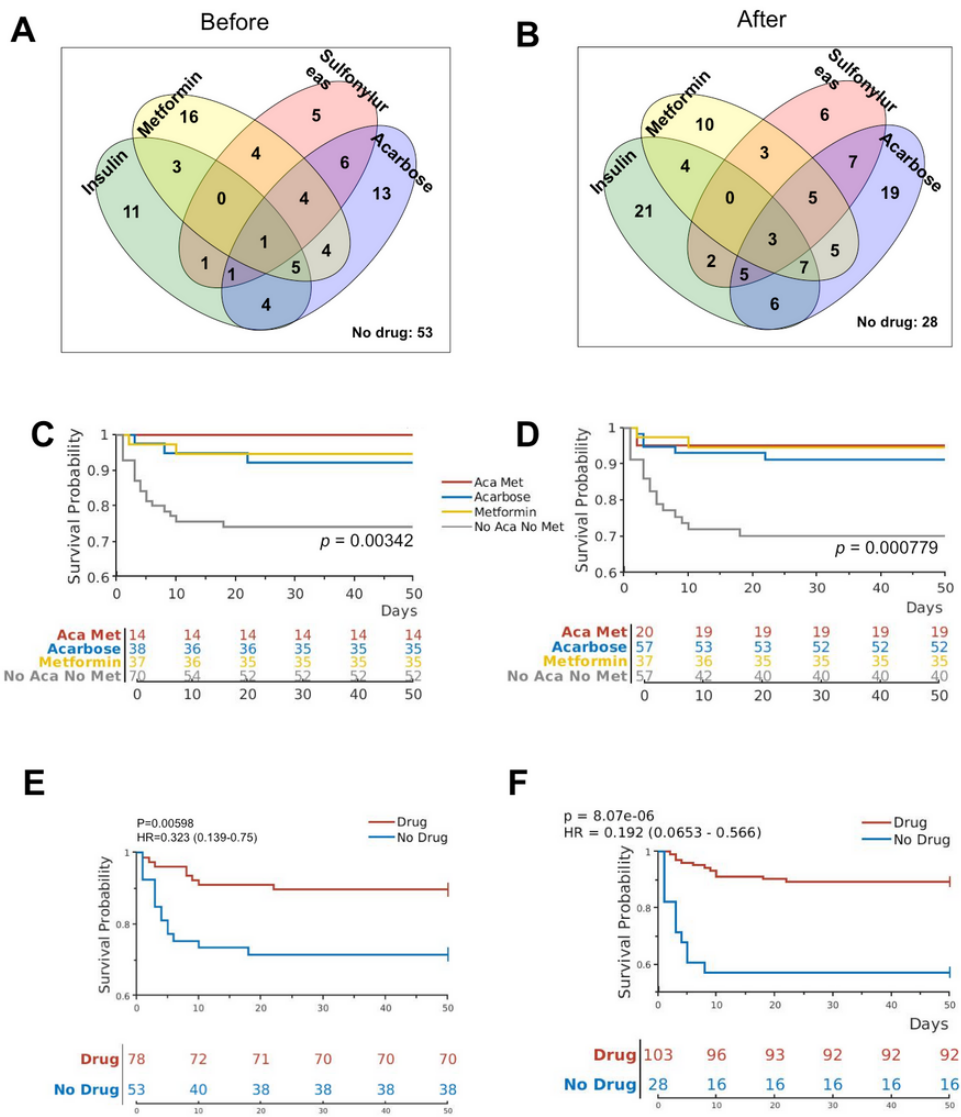 A
Before
B
After
Insulin
Metformin
Sulfonylur
eas
Acarbose
16
5
3
4
6
11
0
4
13
1
1
1
5
4
4
No drug: 53
Insulin
Metformin
Sulfonylur
eas
Acarbose
10
6
4
3
7
21
0
5
19
3
2
5
7
5
6
No drug: 28
C
Survival Probability
1
0.9
0.8
0.7
0.6
p = 0.00342
0 10 20 30 40 50
Days
Aca Met
Acarbose
Metformin
No Aca No Met
Aca Met 14 14 14 14 14 14
Acarbose 38 36 36 35 35 35
Metformin 37 36 35 35 35 35
No Aca No Met 70 54 52 52 52 52
0 10 20 30 40 50
D
Survival Probability
1
0.9
0.8
0.7
0.6
p = 0.000779
0 10 20 30 40 50
Days
Aca Met 20 19 19 19 19 19
Acarbose 57 53 53 52 52 52
Metformin 37 36 35 35 35 35
No Aca No Met 57 42 40 40 40 40
0 10 20 30 40 50
E
P=0.00598
HR=0.323 (0.139-0.75)
Drug
No Drug
Survival Probability
1
0.8
0.6
0 10 20 30 40 50
Drug 78 72 71 70 70 70
No Drug 53 40 38 38 38 38
0 10 20 30 40 50
F
p = 8.07e-06
HR = 0.192 (0.0653 - 0.566)
Drug
No Drug
Survival Probability
1
0.8
0.6
0 10 20 30 40 50
Days
Drug 103 96 93 92 92 92
No Drug 28 16 16 16 16 16
0 10 20 30 40 50